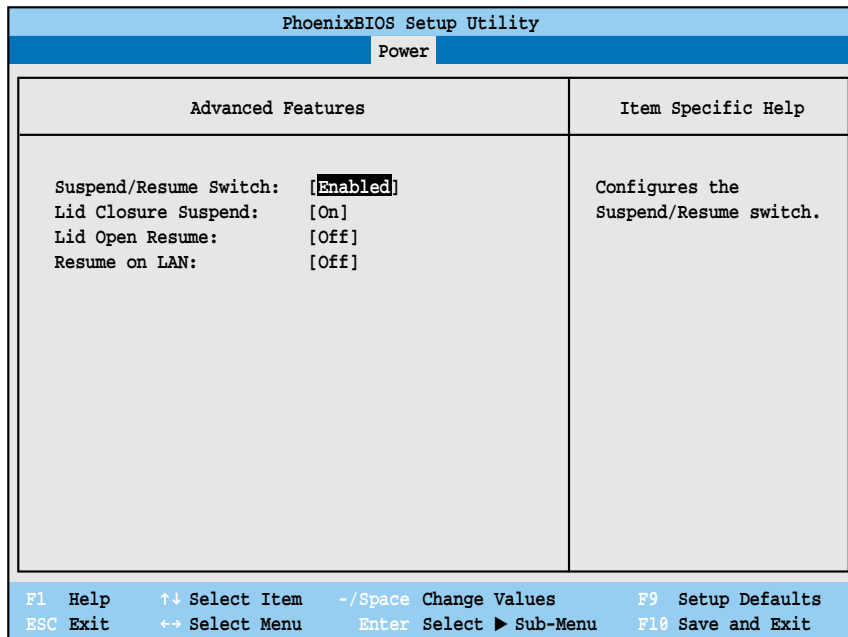 PhoenixBIOS Setup Utility
Power
Advanced Features
Item Specific Help
Suspend/Resume Switch: [Enabled]
Lid Closure Suspend: [On]
Lid Open Resume: [Off]
Resume on LAN: [Off]
Configures the
Suspend/Resume switch.
F1 Help ↑↓ Select Item -/Space Change Values F9 Setup Defaults
ESC Exit ←→ Select Menu Enter Select ▶ Sub-Menu F10 Save and Exit